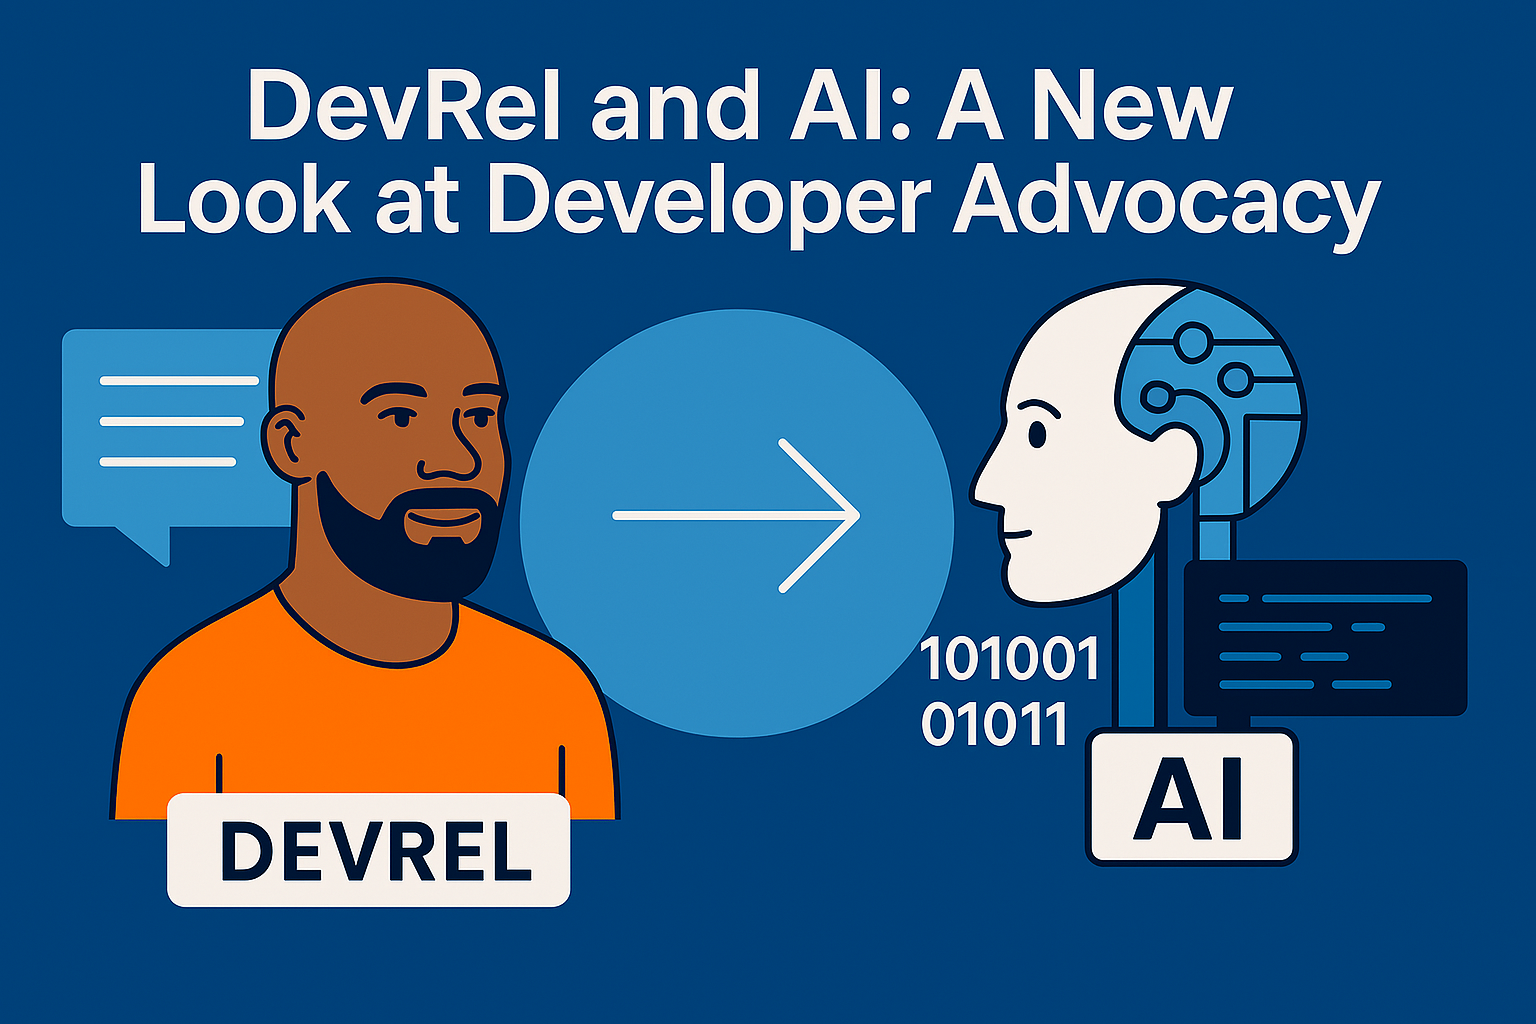 DevRel and AI: A New
Look at Developer Advocacy
101001
01011
DEVREL
AI